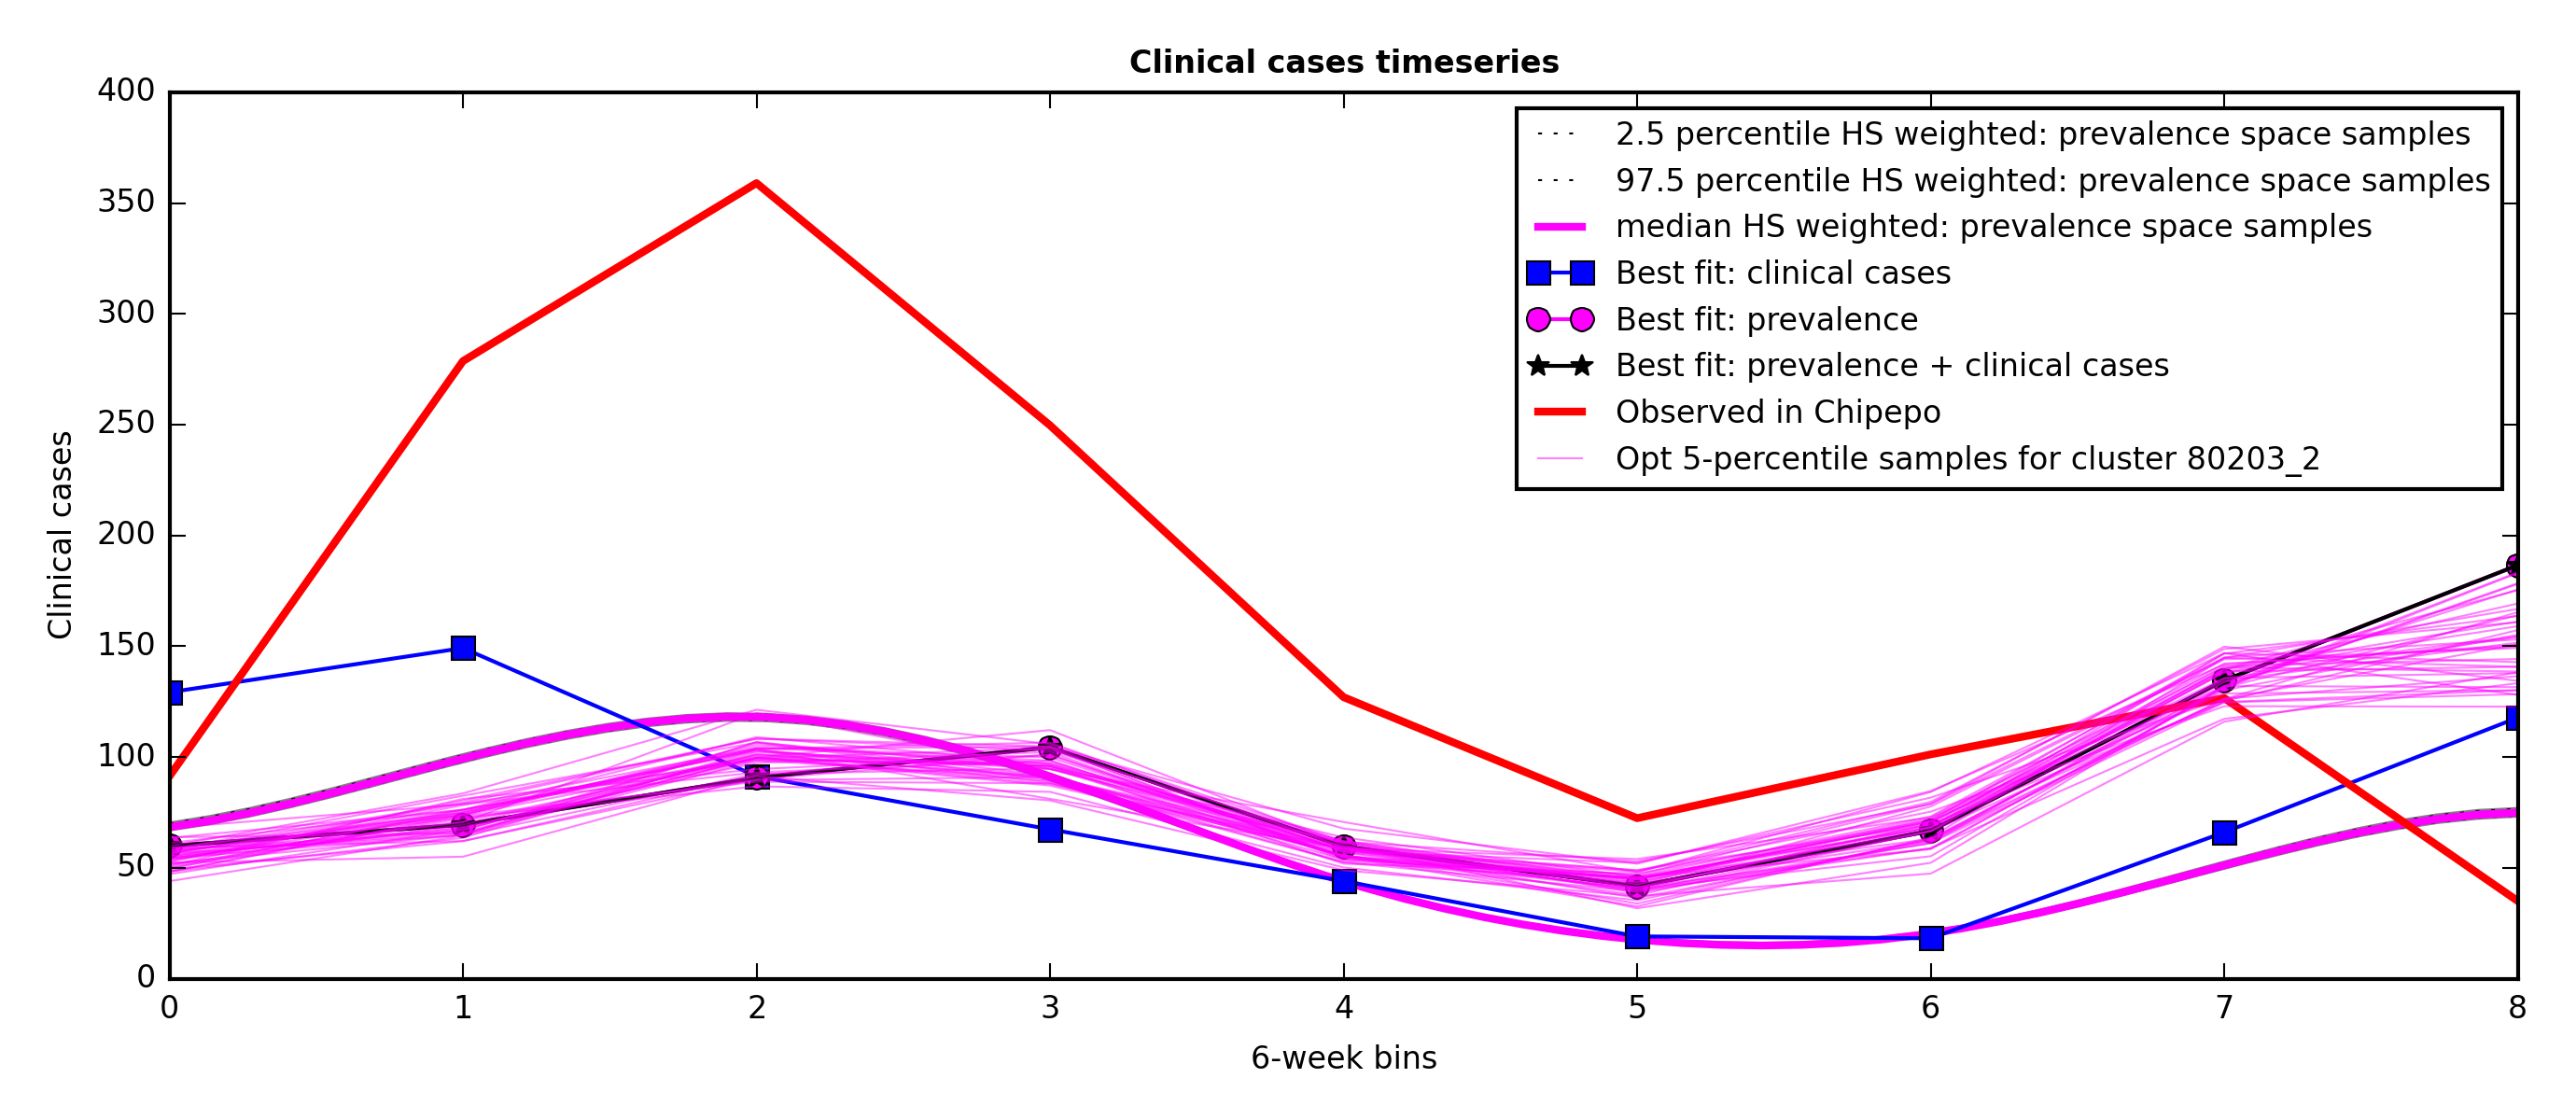 Clinical cases timeseries
400
350
300
250
200
150
100
50
0
Clinical cases
2.5 percentile HS weighted: prevalence space samples
97.5 percentile HS weighted: prevalence space samples
median HS weighted: prevalence space samples
Best fit: clinical cases
Best fit: prevalence
Best fit: prevalence + clinical cases
Observed in Chipepo
Opt 5-percentile samples for cluster 80203_2
0 1 2 3 4 5 6 7 8
6-week bins